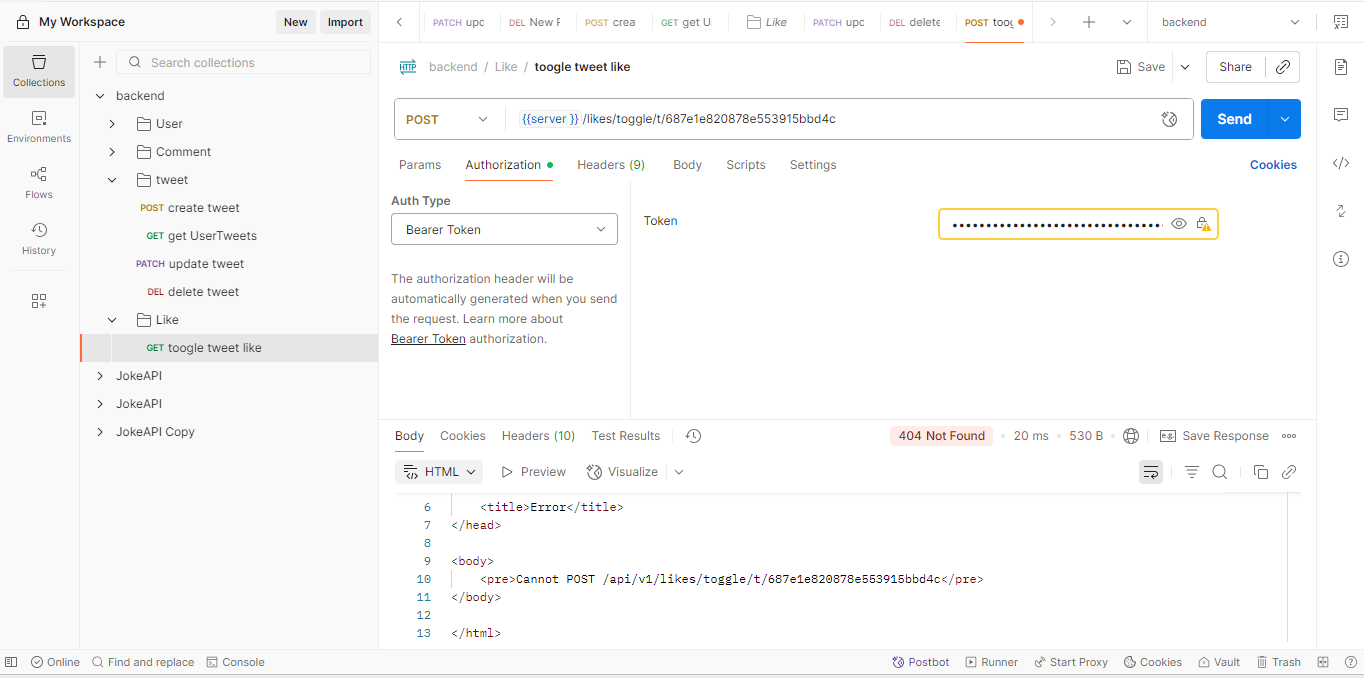 My Workspace
New
Import
PATCH upc
DEL New F
POST crea
GET get U
Like
PATCH upc
DEL delete
POST toog
backend
Collections
Environments
Flows
History
Search collections
backend
User
Comment
tweet
POST create tweet
GET get UserTweets
PATCH update tweet
DEL delete tweet
Like
GET toogle tweet like
JokeAPI
JokeAPI
JokeAPI Copy
HTTP backend / Like / toogle tweet like
Save
Share
POST
{{server }} /likes/toggle/t/687e1e820878e553915bbd4c
Send
Params
Authorization
Headers (9)
Body
Scripts
Settings
Cookies
Auth Type
Bearer Token
The authorization header will be
automatically generated when you send
the request. Learn more about
Bearer Token authorization.
Token
Body
Cookies
Headers (10)
Test Results
404 Not Found
20 ms
530 B
e.g.
Save Response
HTML
Preview
Visualize
6 <title>Error</title>
7 </head>
8
9 <body>
10 <pre>Cannot POST /api/v1/likes/toggle/t/687e1e820878e553915bbd4c</pre>
11 </body>
12
13 </html>
Online
Find and replace
Console
Postbot
Runner
Start Proxy
Cookies
Vault
Trash